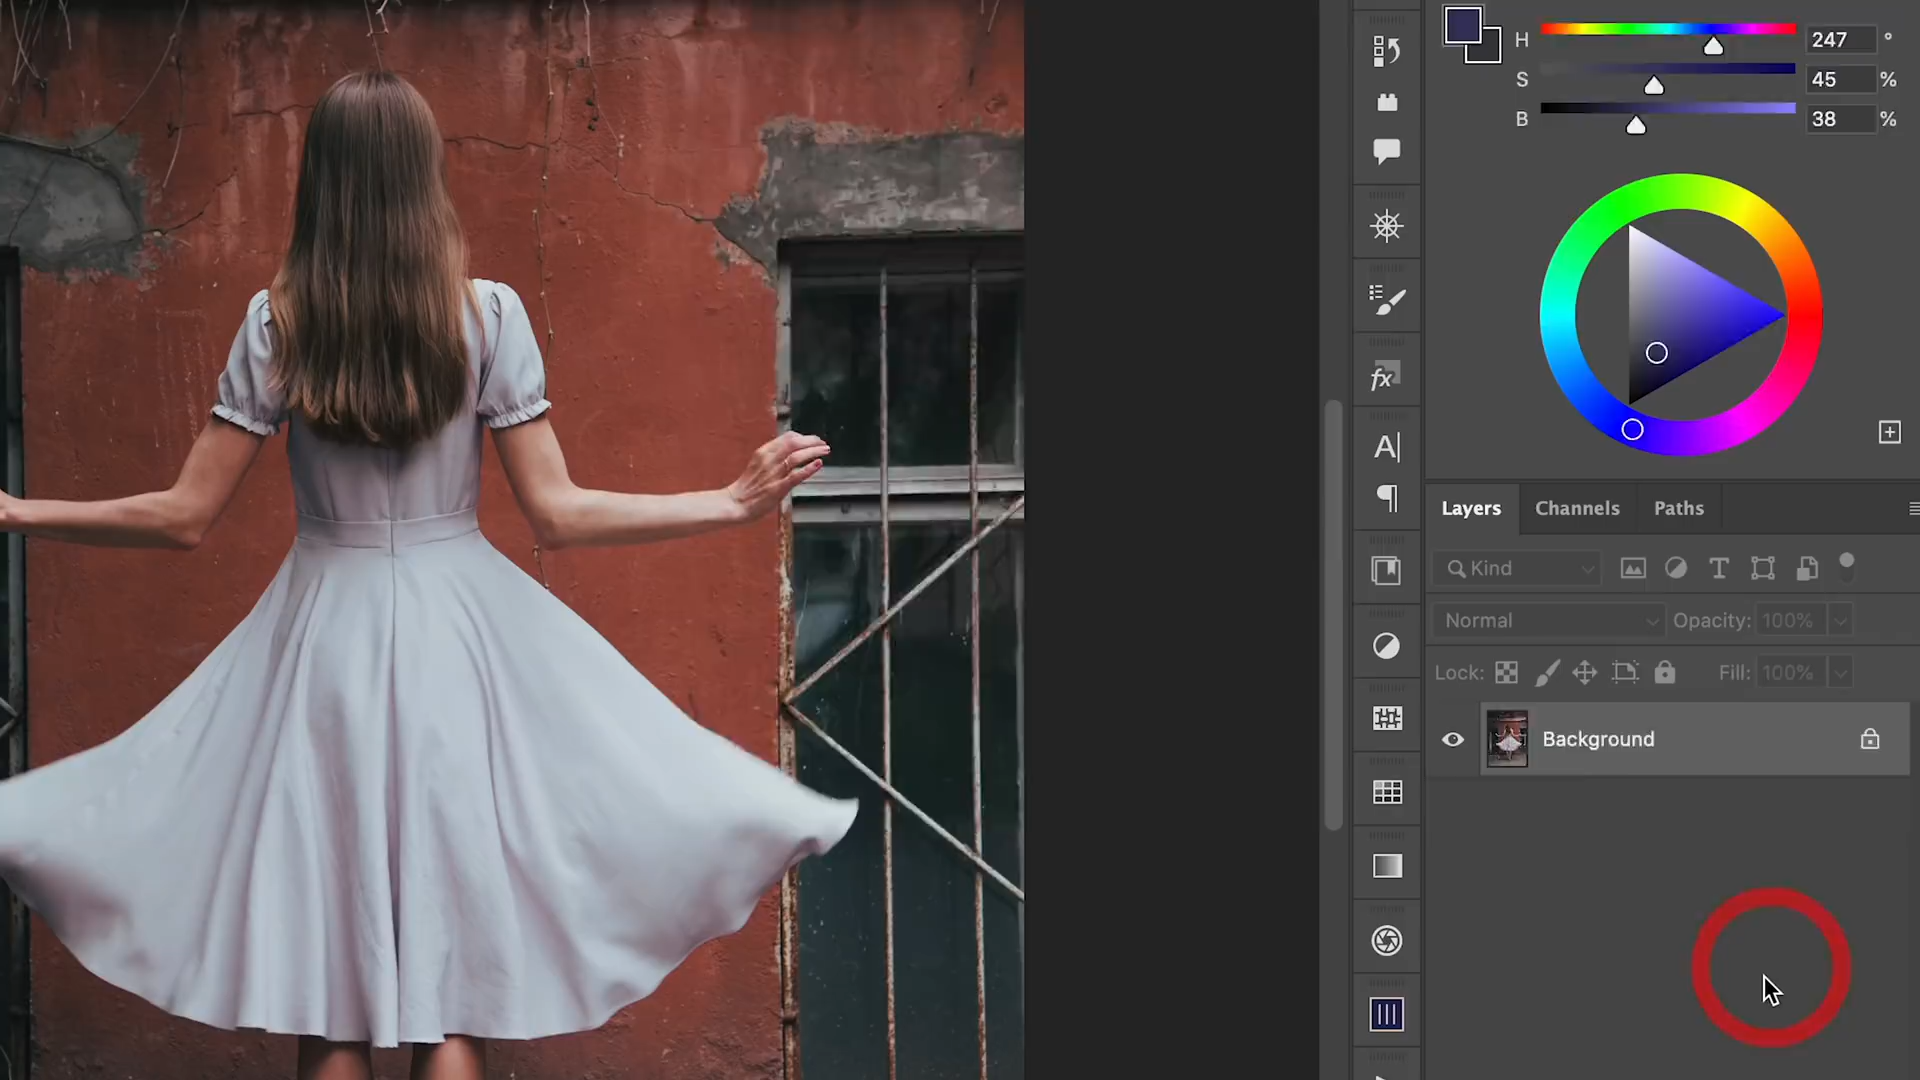 H 247 °
S 45 %
B 38 %
Layers Channels Paths
Kind
Normal Opacity: 100%
Lock: Fill: 100%
Background